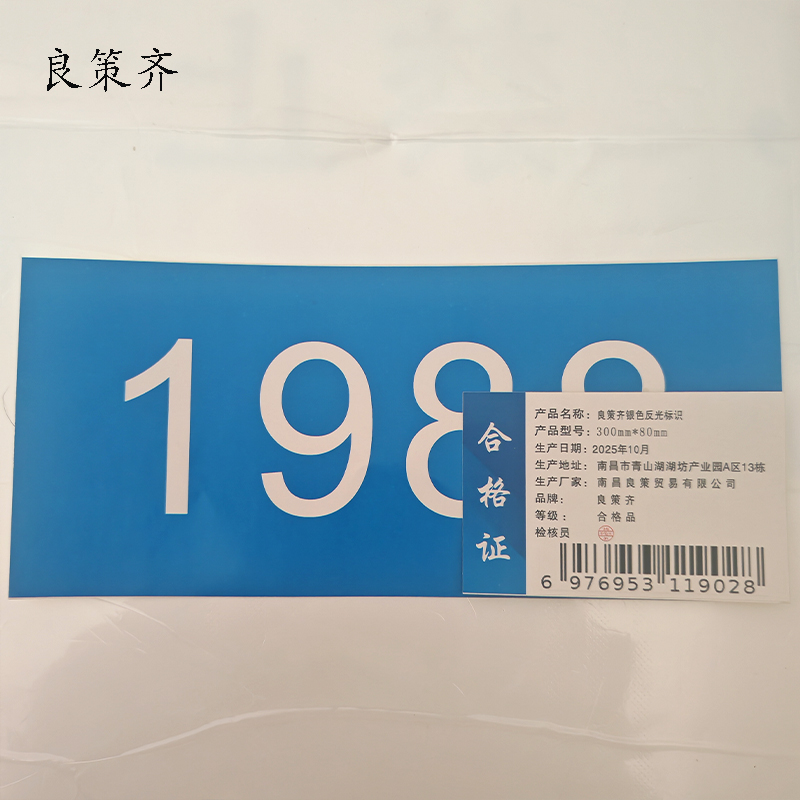 良策齐
198
合格证
产品名称：良策齐银色反光标识
产品型号：300mm*80mm
生产日期：2025年10月
生产地址：南昌市青山湖湖坊产业园A区13栋
生产厂家：南昌良策贸易有限公司
品牌：良策齐
等级：合格品
检核员
6 976953 119028